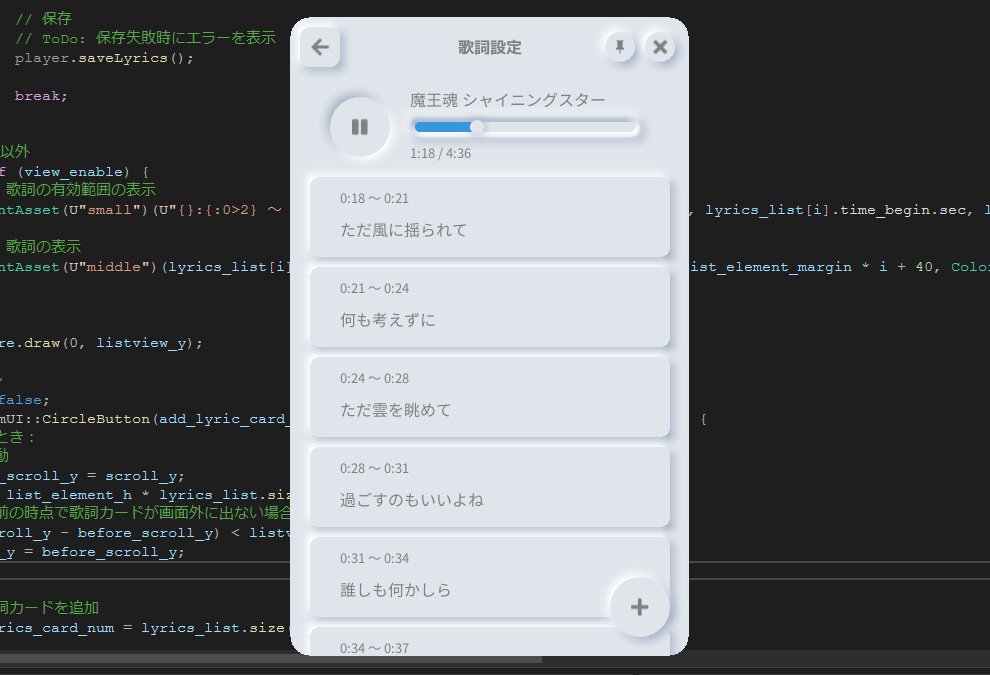 // 保存
// ToDo: 保存失敗時にエラーを表示
player.saveLyrics();
break;
以外
f (view_enable) {
歌詞の有効範囲の表示
ntAsset(U"small")(U"{}:{:0>2} ～
, lyrics_list[i].time_begin.sec, l
歌詞の表示
ntAsset(U"middle")(lyrics_list[i]
ist_element_margin * i + 40, Colo
re.draw(0, listview_y);
false;
mUI::CircleButton(add_lyric_card_
{
とき：
動
_scroll_y = scroll_y;
list_element_h * lyrics_list.siz
前の時点で歌詞カードが画面外に出ない場合
roll_y - before_scroll_y) < listv
_y = before_scroll_y;
詞カードを追加
rics_card_num = lyrics_list.size(
歌詞設定
魔王魂 シャイニングスター
1:18 / 4:36
0:18 ～ 0:21
ただ風に揺られて
0:21 ～ 0:24
何も考えずに
0:24 ～ 0:28
ただ雲を眺めて
0:28 ～ 0:31
過ごすのもいいよね
0:31 ～ 0:34
誰しも何かしら
0:34 ～ 0:37